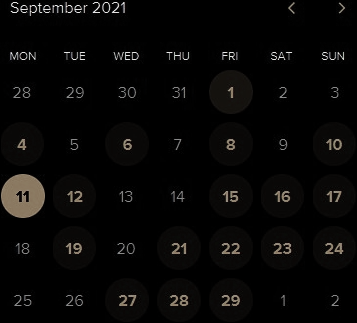 September 2021
MON TUE WED THU FRI SAT SUN
28 29 30 31 1 2 3
4 5 6 7 8 9 10
11 12 13 14 15 16 17
18 19 20 21 22 23 24
25 26 27 28 29 1 2